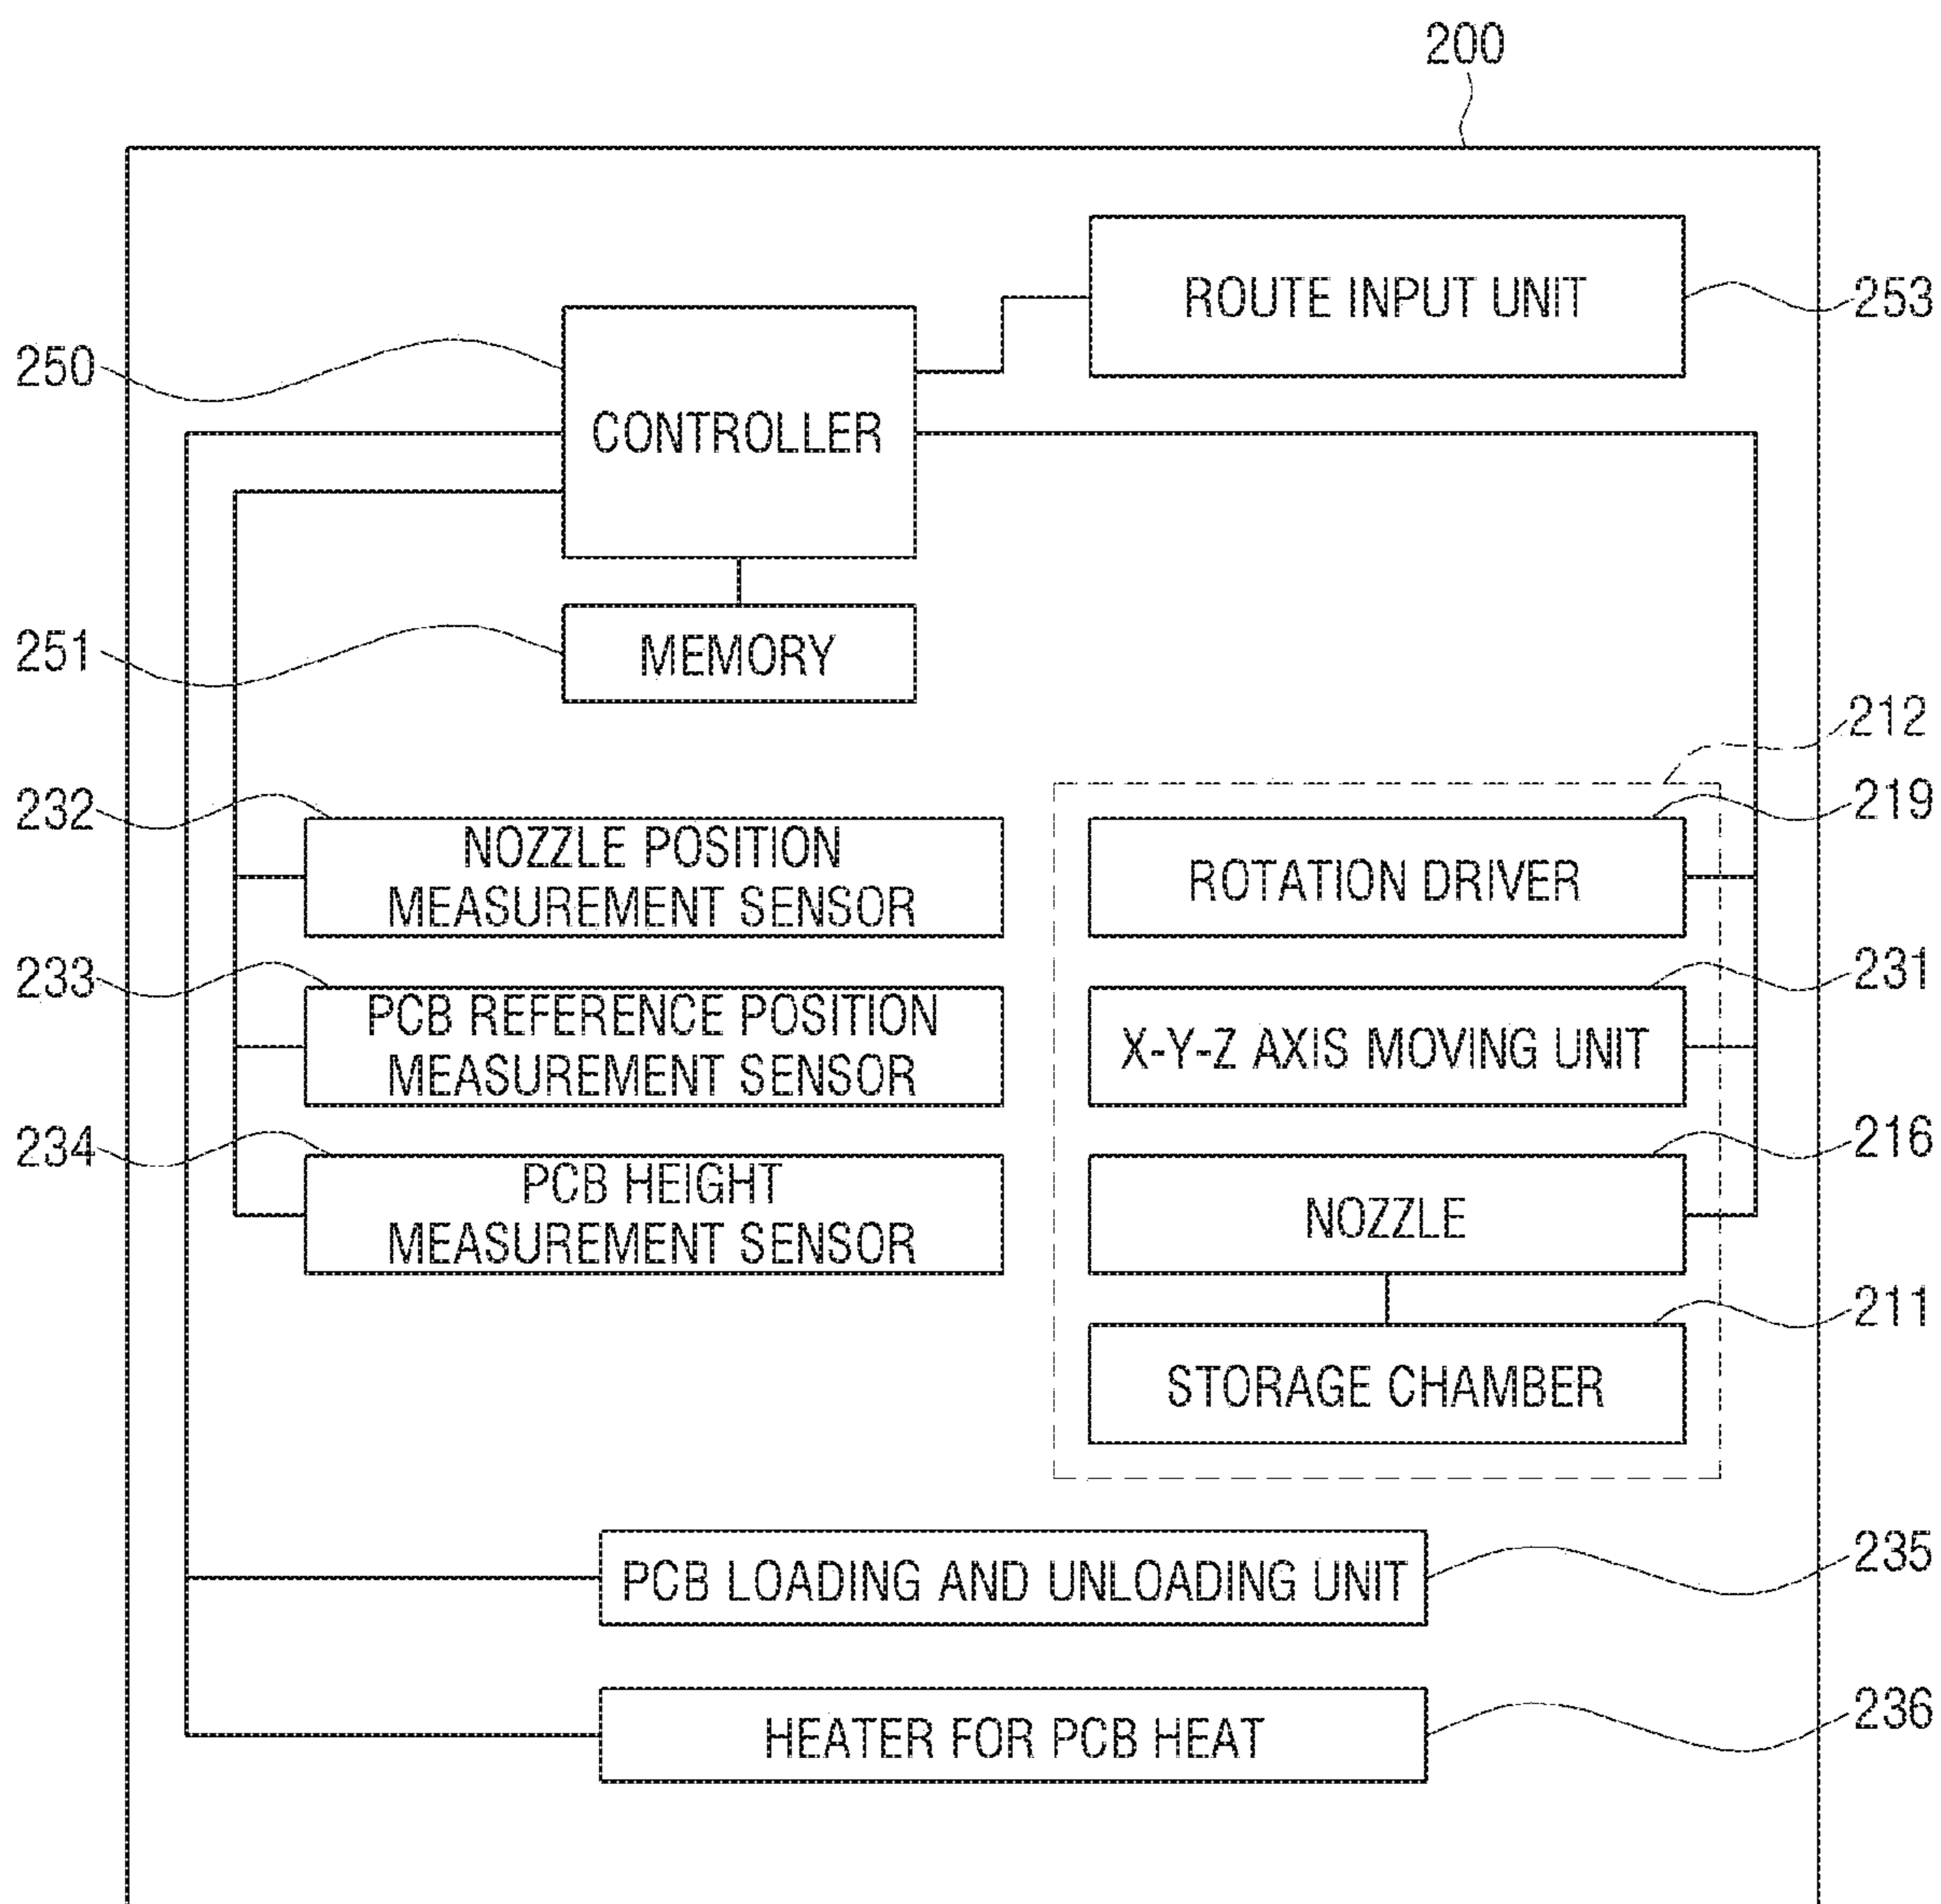 200
ROUTE INPUT UNIT
253
250
CONTROLLER
251
MEMORY
212
232
NOZZLE POSITION
MEASUREMENT SENSOR
219
ROTATION DRIVER
233
PCB REFERENCE POSITION
MEASUREMENT SENSOR
231
X-Y-Z AXIS MOVING UNIT
234
PCB HEIGHT
MEASUREMENT SENSOR
216
NOZZLE
211
STORAGE CHAMBER
235
PCB LOADING AND UNLOADING UNIT
236
HEATER FOR PCB HEAT